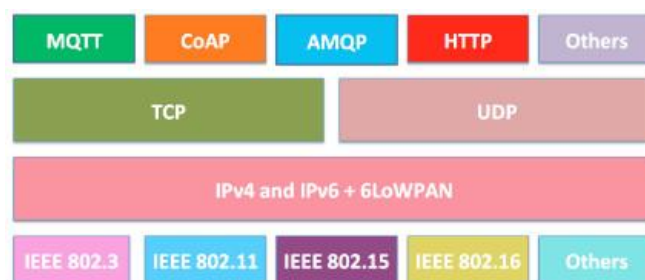 MQTT CoAP AMQP HTTP Others
TCP UDP
IPv4 and IPv6 + 6LoWPAN
IEEE 802.3 IEEE 802.11 IEEE 802.15 IEEE 802.16 Others